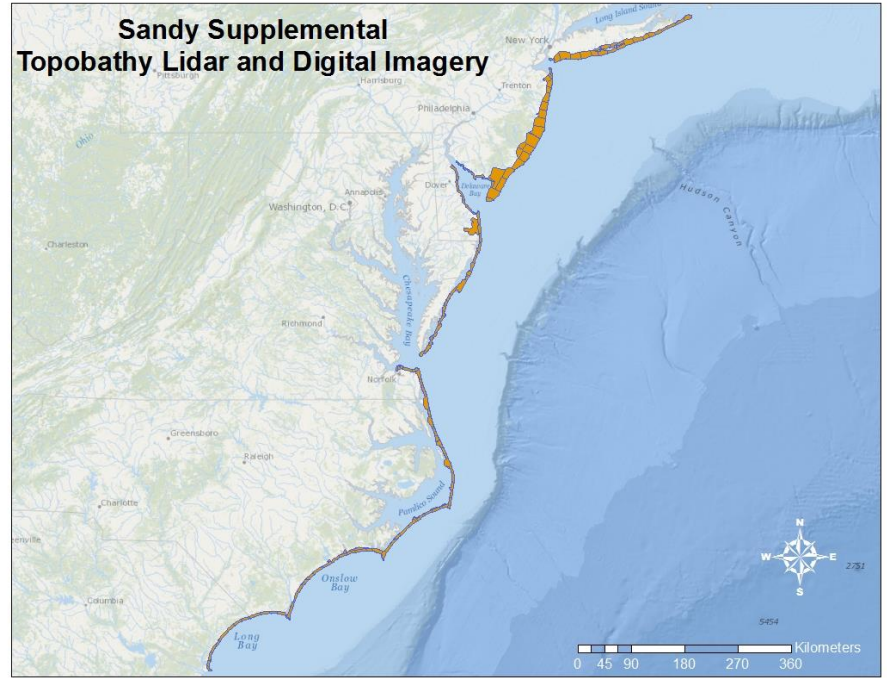 Sandy Supplemental
Topobathy Lidar and Digital Imagery
Long Island Sound
New York
Pittsburgh
Harrisburg
Trenton
Philadelphia
Ohio
Dover
Delaware
Bay
Annapolis
Washington, D.C.
Hudson Canyon
Charleston
Chesapeake Bay
Richmond
Norfolk
Greensboro
Raleigh
Pamlico Sound
Charlotte
enville
N
W
E
S
2751
Onslow
Bay
Columbia
5454
Long
Bay
Kilometers
0 45 90 180 270 360